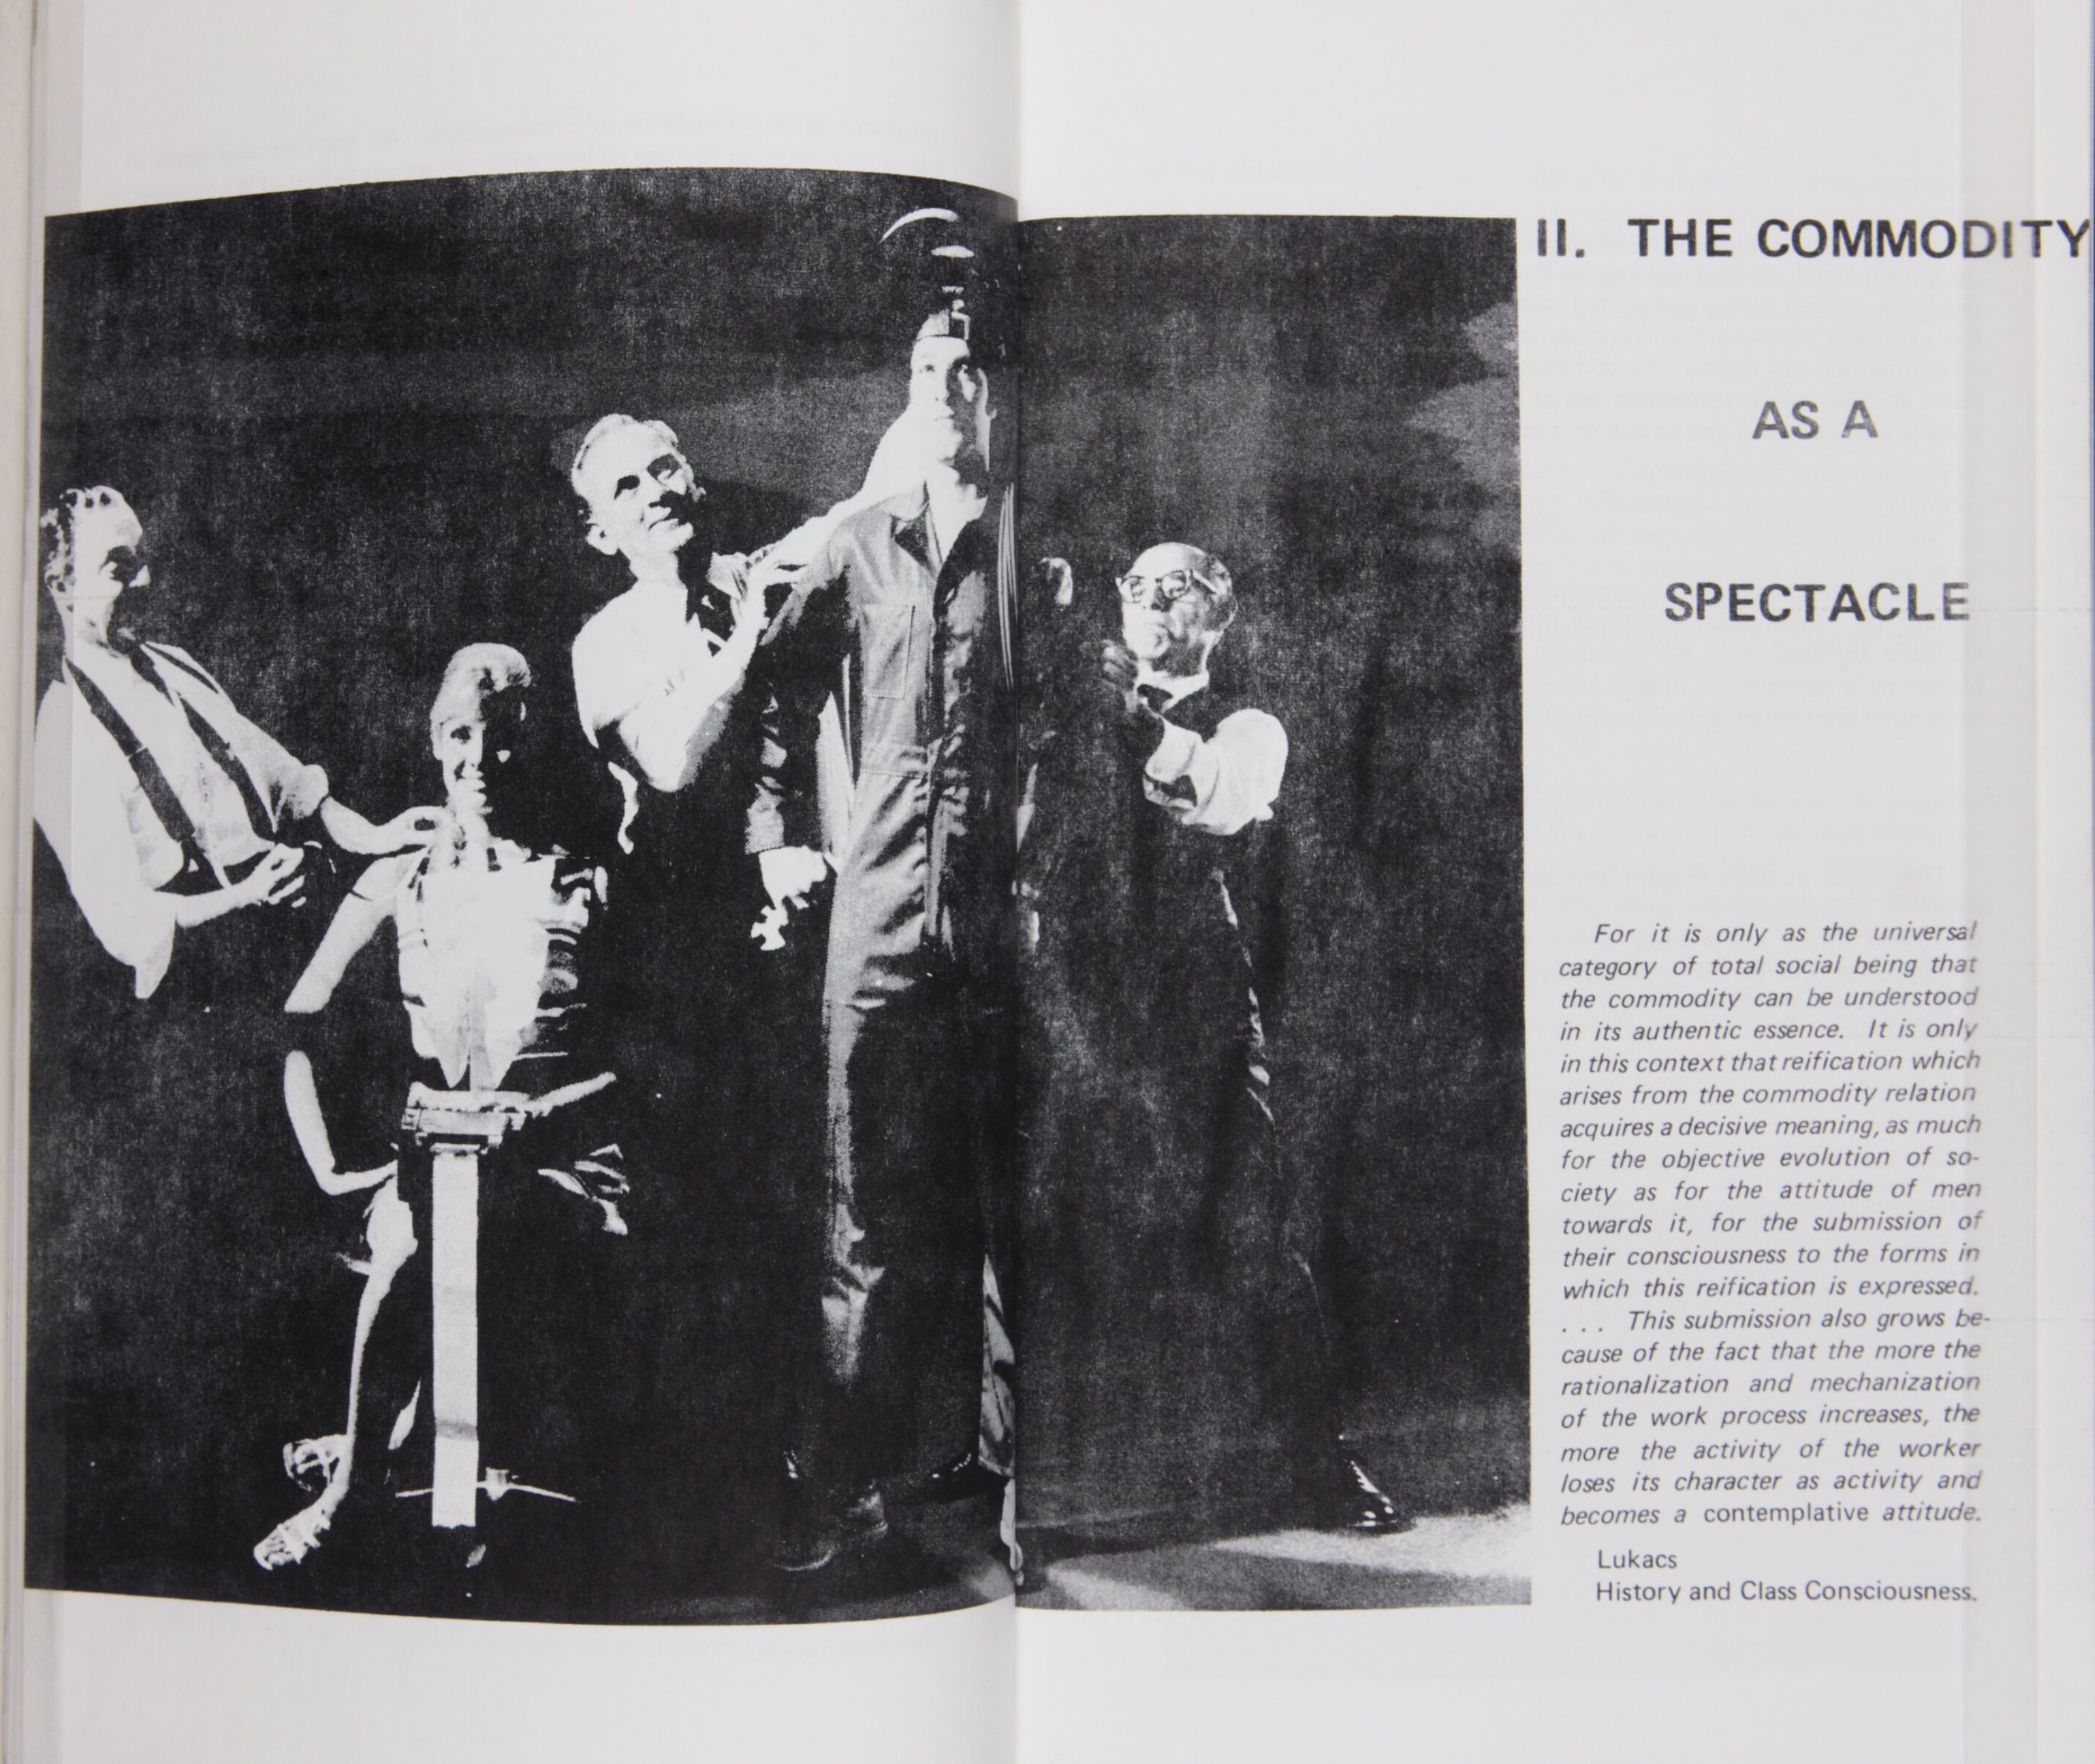 II. THE COMMODITY
AS A
SPECTACLE
For it is only as the universal
category of total social being that
the commodity can be understood
in its authentic essence. It is only
in this context that reification which
arises from the commodity relation
acquires a decisive meaning, as much
for the objective evolution of so-
ciety as for the attitude of men
towards it, for the submission of
their consciousness to the forms in
which this reification is expressed.
. . . This submission also grows be-
cause of the fact that the more the
rationalization and mechanization
of the work process increases, the
more the activity of the worker
loses its character as activity and
becomes a contemplative attitude.
Lukacs
History and Class Consciousness.